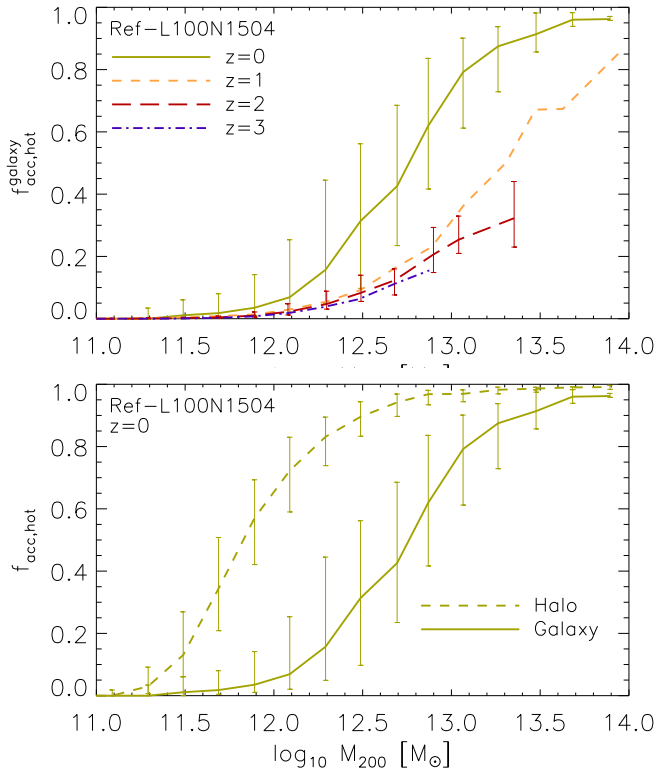 Ref-L100N1504
z=0
z=1
z=2
z=3
f^galaxy_acc,hot
1.0
0.8
0.6
0.4
0.2
0.0
11.0 11.5 12.0 12.5 13.0 13.5 14.0
Ref-L100N1504
z=0
f_acc,hot
1.0
0.8
0.6
0.4
0.2
0.0
Halo
Galaxy
11.0 11.5 12.0 12.5 13.0 13.5 14.0
log₁₀ M₂₀₀ [M⊙]